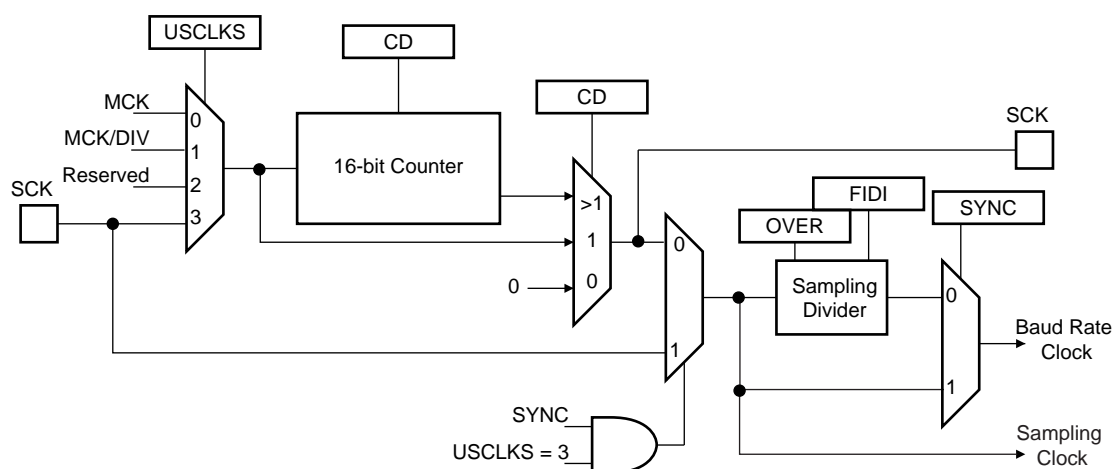 USCLKS
CD
CD
MCK
0
MCK/DIV
1
Reserved
2
SCK
3
16-bit Counter
>1
1
0
0
SCK
FIDI
OVER
SYNC
0
1
Sampling
Divider
0
1
Baud Rate
Clock
SYNC
USCLKS = 3
Sampling
Clock